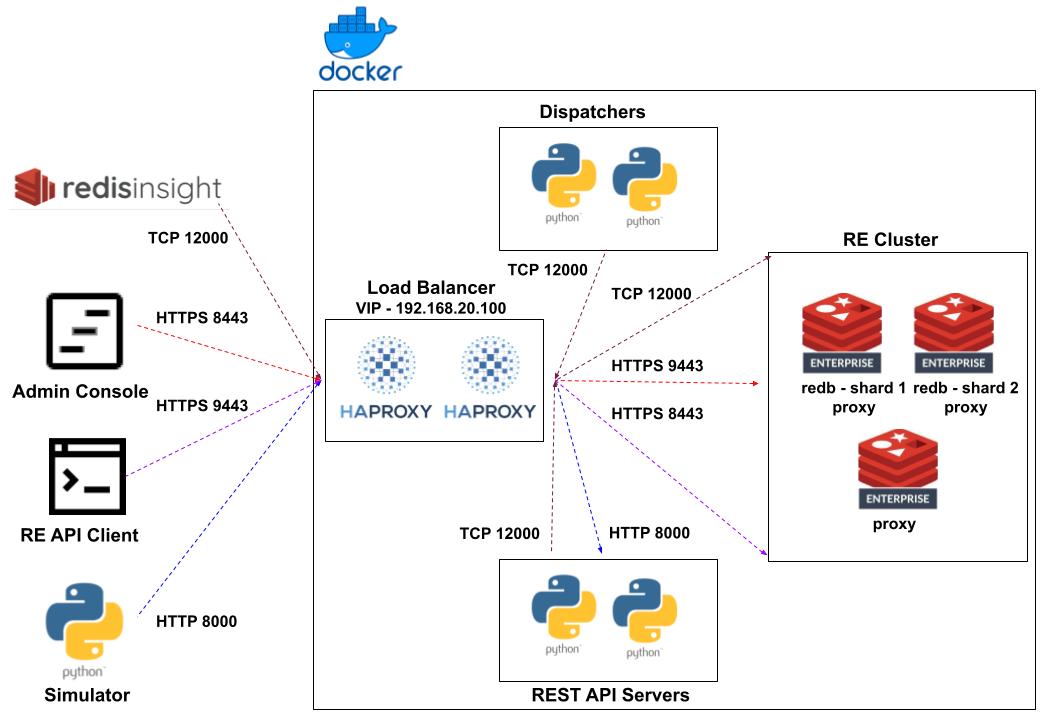 docker
Dispatchers
python
python
redisinsight
TCP 12000
TCP 12000
RE Cluster
Load Balancer
VIP - 192.168.20.100
TCP 12000
HTTPS 8443
Admin Console
HAPROXY
HAPROXY
HTTPS 9443
ENTERPRISE
ENTERPRISE
redb - shard 1
proxy
redb - shard 2
proxy
HTTPS 9443
HTTPS 8443
RE API Client
ENTERPRISE
proxy
TCP 12000
HTTP 8000
HTTP 8000
python
Simulator
python
python
REST API Servers